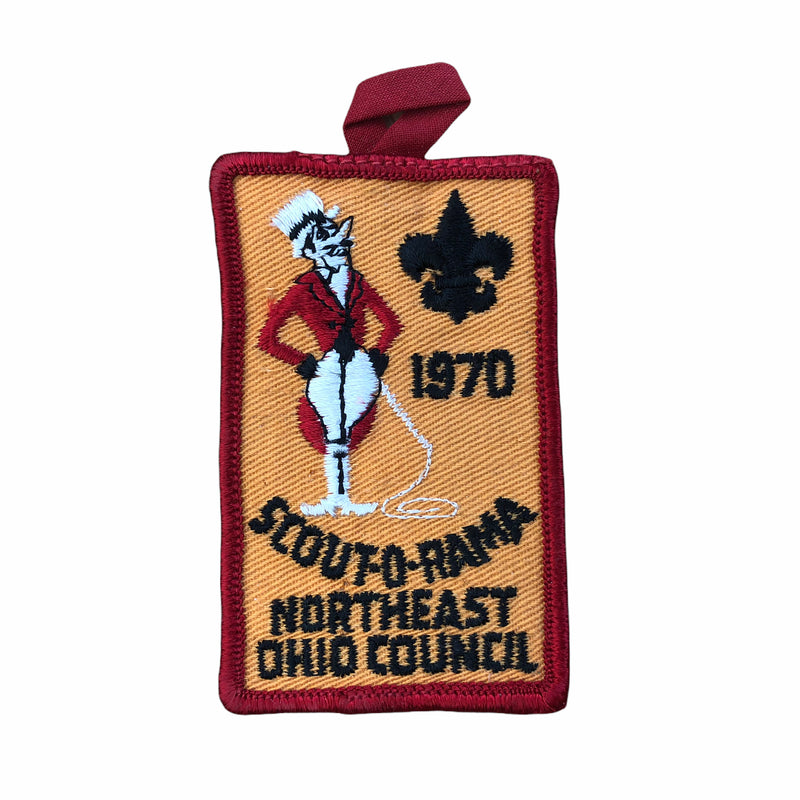 1970
SCOUT-O-RAMA
NORTHEAST
OHIO COUNCIL